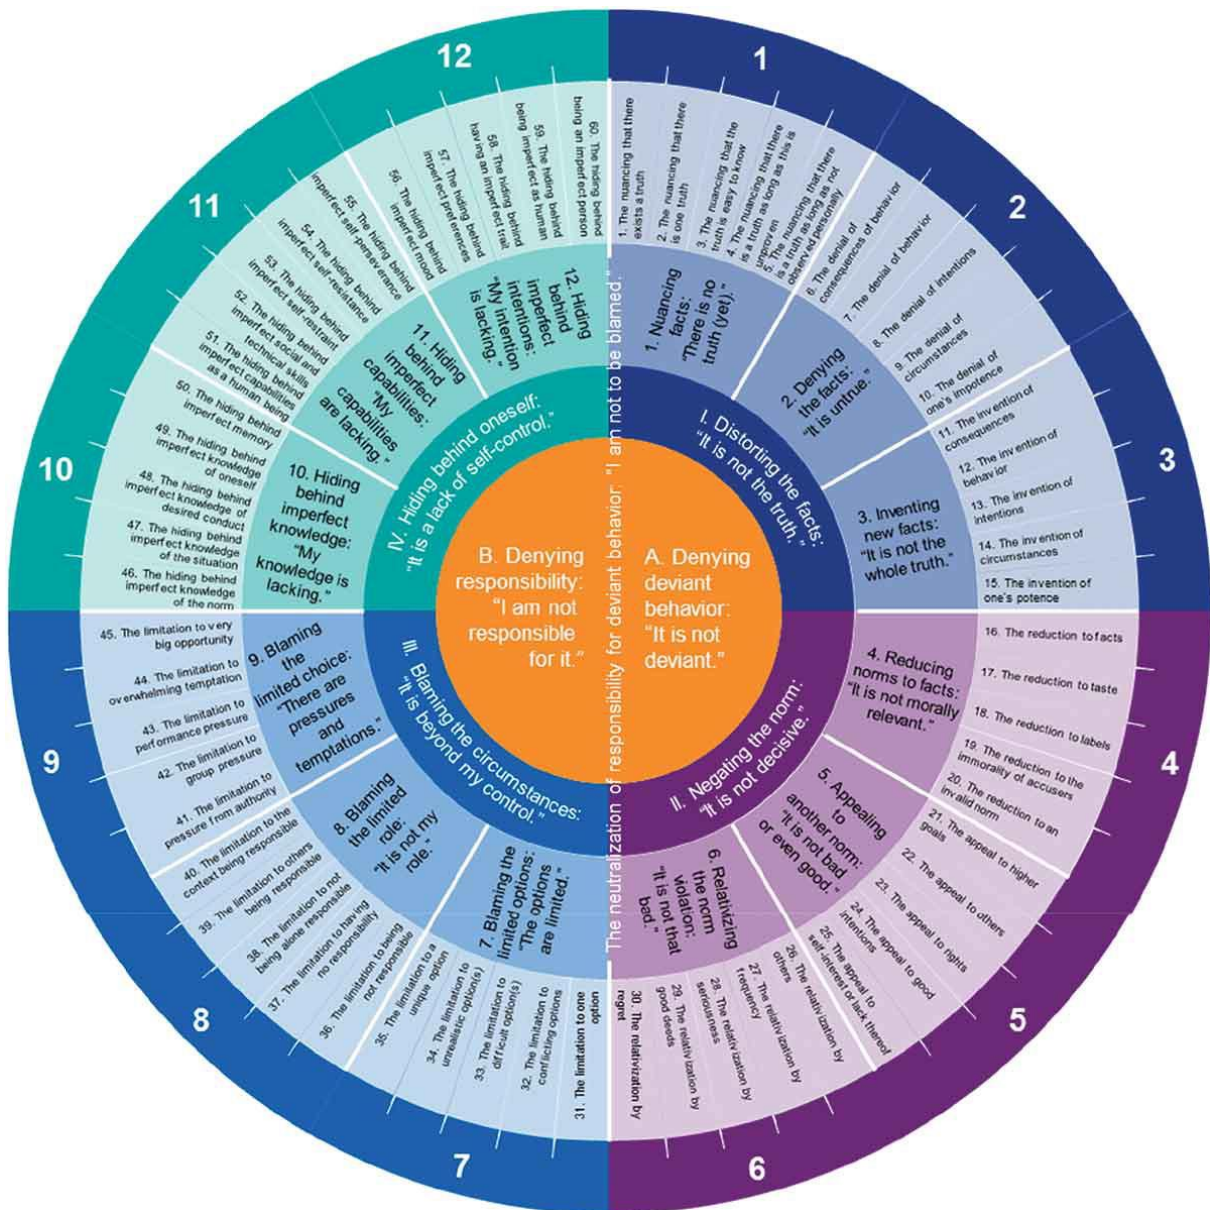 12
1
2
3
4
5
6
7
8
9
10
11
The neutralization of responsibility for deviant behavior: "I am not to be blamed."
A. Denying
deviant
behavior:
"It is not
deviant."
B. Denying
responsibility:
"I am not
responsible
for it."
I. Distorting the facts:
"It is not the truth."
II. Negating the norm:
"It is not decisive."
III. Blaming the circumstances:
"It is beyond my control."
IV. Hiding behind oneself:
"It is a lack of self-control."
1. Nuancing
facts:
"There is no
truth (yet)."
2. Denying
the facts:
"It is untrue."
3. Inventing
new facts:
"It is not the
whole truth."
4. Reducing
norms to facts:
"It is not morally
relevant."
5. Appealing
to
another norm:
"It is not bad
or even good."
6. Relativizing
the norm
violation:
"It is not that
bad."
7. Blaming the
limited options:
"The options
are limited."
8. Blaming
the limited
role:
"It is not my
role."
9. Blaming
the
limited choice:
"There are
pressures
and
temptations."
10. Hiding
behind
imperfect
knowledge:
"My
knowledge is
lacking."
11. Hiding
behind
imperfect
capabilities:
"My
capabilities
are lacking."
12. Hiding
behind
imperfect
intentions:
"My intention
is lacking."
1. The nuancing that there
exists a truth
2. The nuancing that there
is one truth
3. The nuancing that the
truth is easy to know
4. The nuancing that there
is a truth as long as this is
unproven
5. The nuancing that there
is a truth as long as not
observed personally
6. The denial of
consequences of behavior
7. The denial of behavior
8. The denial of intentions
9. The denial of
circumstances
10. The denial of
one's impotence
11. The invention of
consequences
12. The invention of
behavior
13. The invention of
intentions
14. The invention of
circumstances
15. The invention of
one's potence
16. The reduction to facts
17. The reduction to taste
18. The reduction to labels
19. The reduction to the
immorality of accusers
20. The reduction to an
invalid norm
21. The appeal to higher
goals
22. The appeal to others
23. The appeal to rights
24. The appeal to good
intentions
25. The appeal to
self-interest or lack thereof
26. The relativization by
others
27. The relativization by
frequency
28. The relativization by
seriousness
29. The relativization by
good deeds
30. The relativization by
regret
31. The limitation to one
option
32. The limitation to
conflicting options
33. The limitation to
difficult option(s)
34. The limitation to
unrealistic option(s)
35. The limitation to a
unique option
36. The limitation to being
not responsible
37. The limitation to having
no responsibility
38. The limitation to not
being alone responsible
39. The limitation to others
being responsible
40. The limitation to the
context being responsible
41. The limitation to
pressure from authority
42. The limitation to
group pressure
43. The limitation to
performance pressure
44. The limitation to
overwhelming temptation
45. The limitation to very
big opportunity
46. The hiding behind
imperfect knowledge
of the norm
47. The hiding behind
imperfect knowledge
of the situation
48. The hiding behind
imperfect knowledge of
desired conduct
49. The hiding behind
imperfect knowledge
of oneself
50. The hiding behind
imperfect memory
51. The hiding behind
imperfect capabilities
as a human being
52. The hiding behind
imperfect social and
technical skills
53. The hiding behind
imperfect self-restraint
54. The hiding behind
imperfect self-resistance
55. The hiding behind
imperfect self-perseverance
56. The hiding behind
imperfect mood
57. The hiding behind
imperfect preferences
58. The hiding behind
having an imperfect trait
59. The hiding behind
being imperfect as human
60. The hiding behind
being an imperfect person